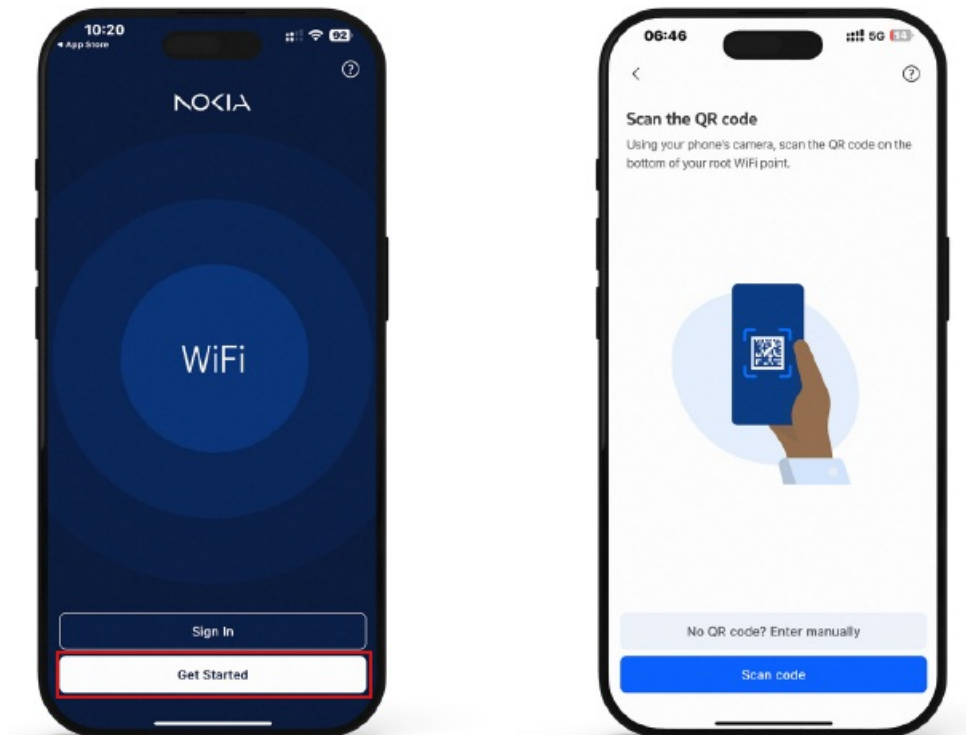 10:20
App Store
92
?
NOKIA
WiFi
Sign In
Get Started
06:46
5G
14
?
Scan the QR code
Using your phone's camera, scan the QR code on the
bottom of your root WiFi point.
No QR code? Enter manually
Scan code